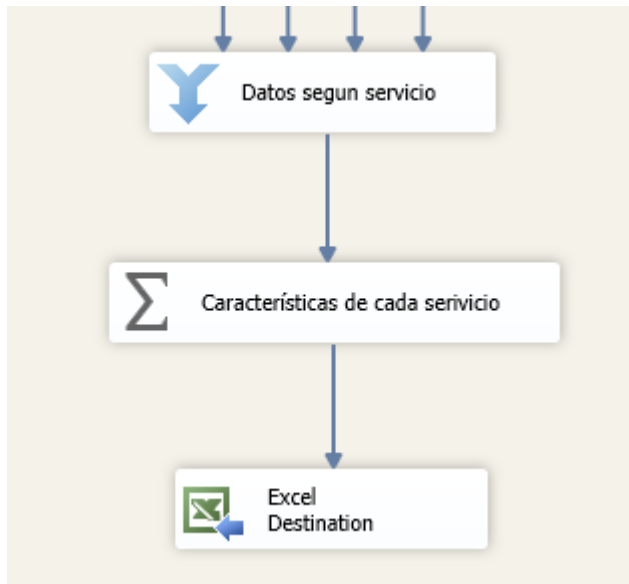 Datos segun servicio
Características de cada serivicio
Excel
Destination